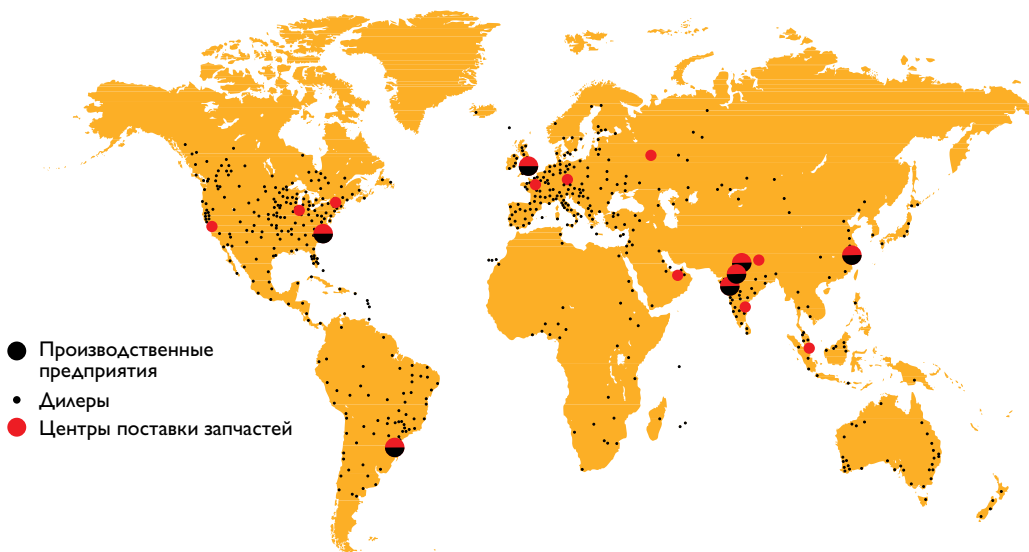 Производственные
предприятия
Дилеры
Центры поставки запчастей